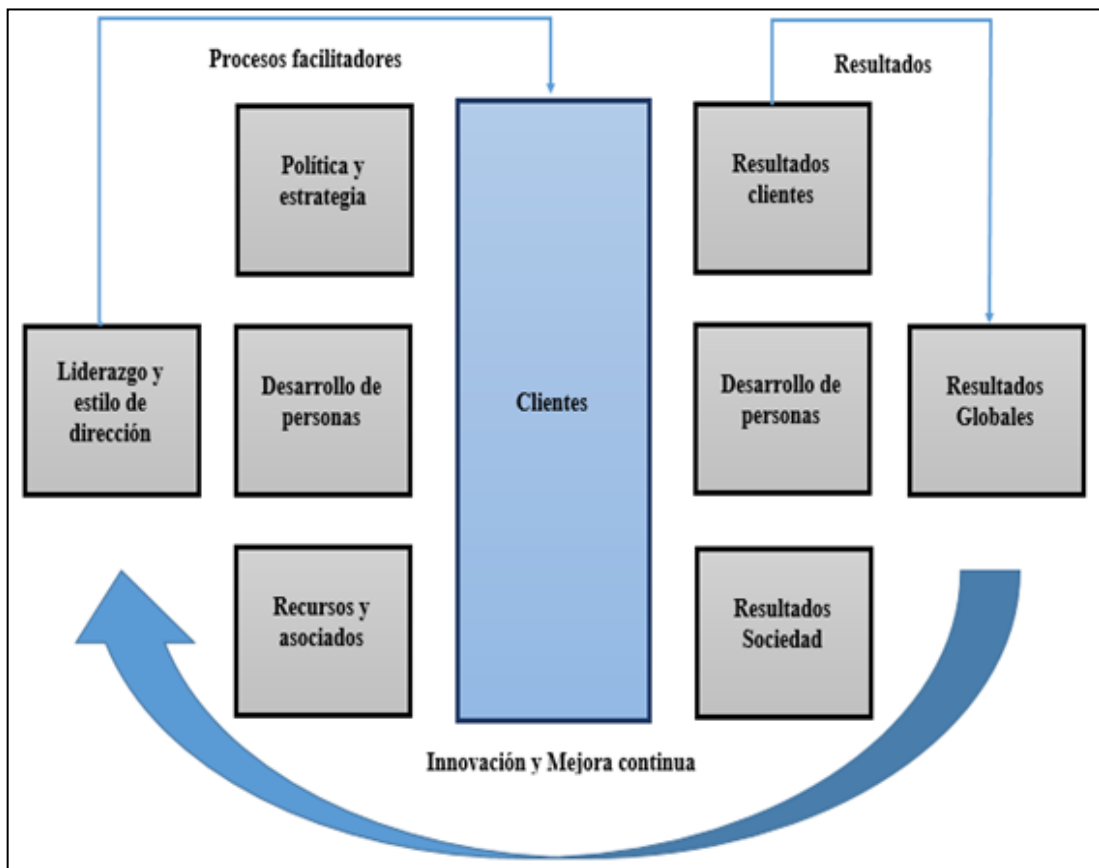 Procesos facilitadores
Resultados
Política y
estrategia
Resultados
clientes
Liderazgo y
estilo de
dirección
Desarrollo de
personas
Clientes
Desarrollo de
personas
Resultados
Globales
Recursos y
asociados
Resultados
Sociedad
Innovación y Mejora continua